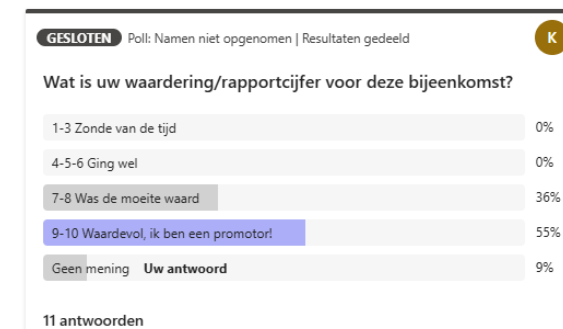 GESLOTEN Poll: Namen niet opgenomen | Resultaten gedeeld
K
Wat is uw waardering/rapportcijfer voor deze bijeenkomst?
1-3 Zonde van de tijd 0%
4-5-6 Ging wel 0%
7-8 Was de moeite waard 36%
9-10 Waardevol, ik ben een promotor! 55%
Geen mening Uw antwoord 9%
11 antwoorden